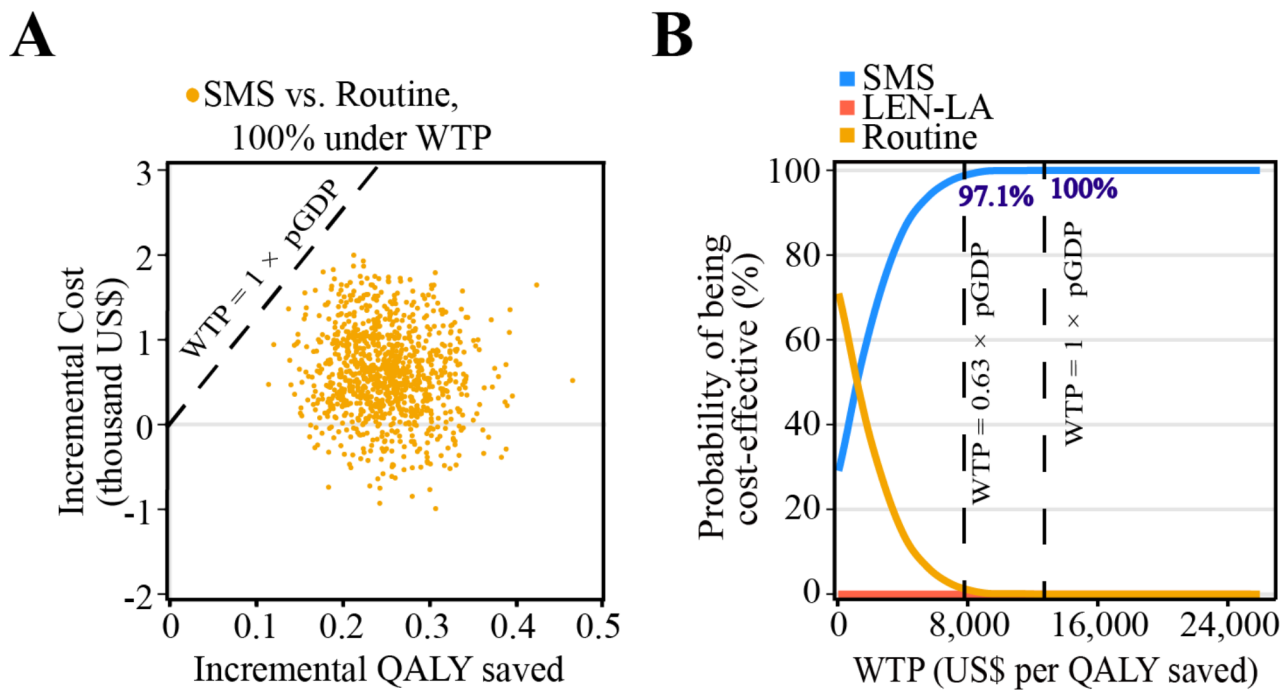 A
SMS vs. Routine,
100% under WTP
3
2
1
0
-1
-2
Incremental Cost
(thousand US$)
WTP = 1 × pGDP
0
0.1
0.2
0.3
0.4
0.5
Incremental QALY saved
B
SMS
LEN-LA
Routine
100
80
60
40
20
0
Probability of being
cost-effective (%)
97.1%
100%
WTP = 0.63 × pGDP
WTP = 1 × pGDP
0
8,000
16,000
24,000
WTP (US$ per QALY saved)